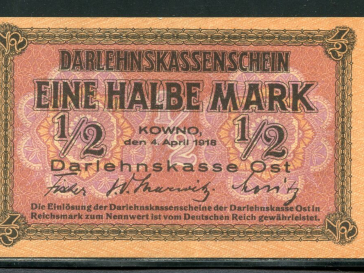 DARLEHNSKASSENSCHEIN
EINE HALBE MARK
1/2 1/2
KOWNO,
den 4. April 1918
Darlehnskasse Ost
Die Einlösung der Darlehnskassenscheine der Darlehnskasse Ost in
Reichsmark zum Nennwert ist vom Deutschen Reich gewährleistet.